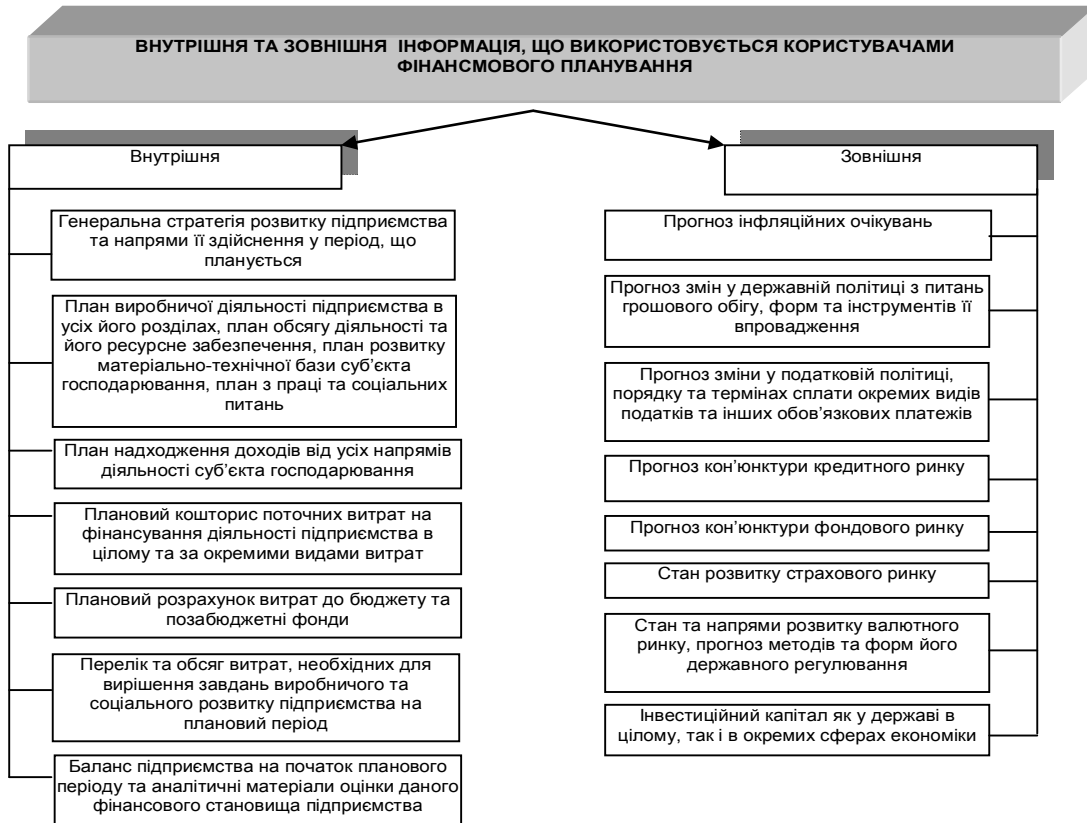 ВНУТРІШНЯ ТА ЗОВНІШНЯ ІНФОРМАЦІЯ, ЩО ВИКОРИСТОВУЄТЬСЯ КОРИСТУВАЧАМИ
ФІНАНСМОВОГО ПЛАНУВАННЯ
Внутрішня
Генеральна стратегія розвитку підприємства
та напрями її здійснення у період, що
планується
План виробничої діяльності підприємства в
усіх його розділах, план обсягу діяльності та
його ресурсне забезпечення, план розвитку
матеріально-технічної бази суб’єкта
господарювання, план з праці та соціальних
питань
План надходження доходів від усіх напрямів
діяльності суб’єкта господарювання
Плановий кошторис поточних витрат на
фінансування діяльності підприємства в
цілому та за окремими видами витрат
Плановий розрахунок витрат до бюджету та
позабюджетні фонди
Перелік та обсяг витрат, необхідних для
вирішення завдань виробничого та
соціального розвитку підприємства на
плановий період
Баланс підприємства на початок планового
періоду та аналітичні матеріали оцінки даного
фінансового становища підприємства
Зовнішня
Прогноз інфляційних очікувань
Прогноз змін у державній політиці з питань
грошового обігу, форм та інструментів її
впровадження
Прогноз зміни у податковій політиці,
порядку та термінах сплати окремих видів
податків та інших обов’язкових платежів
Прогноз кон’юнктури кредитного ринку
Прогноз кон’юнктури фондового ринку
Стан розвитку страхового ринку
Стан та напрями розвитку валютного
ринку, прогноз методів та форм його
державного регулювання
Інвестиційний капітал як у державі в
цілому, так і в окремих сферах економіки